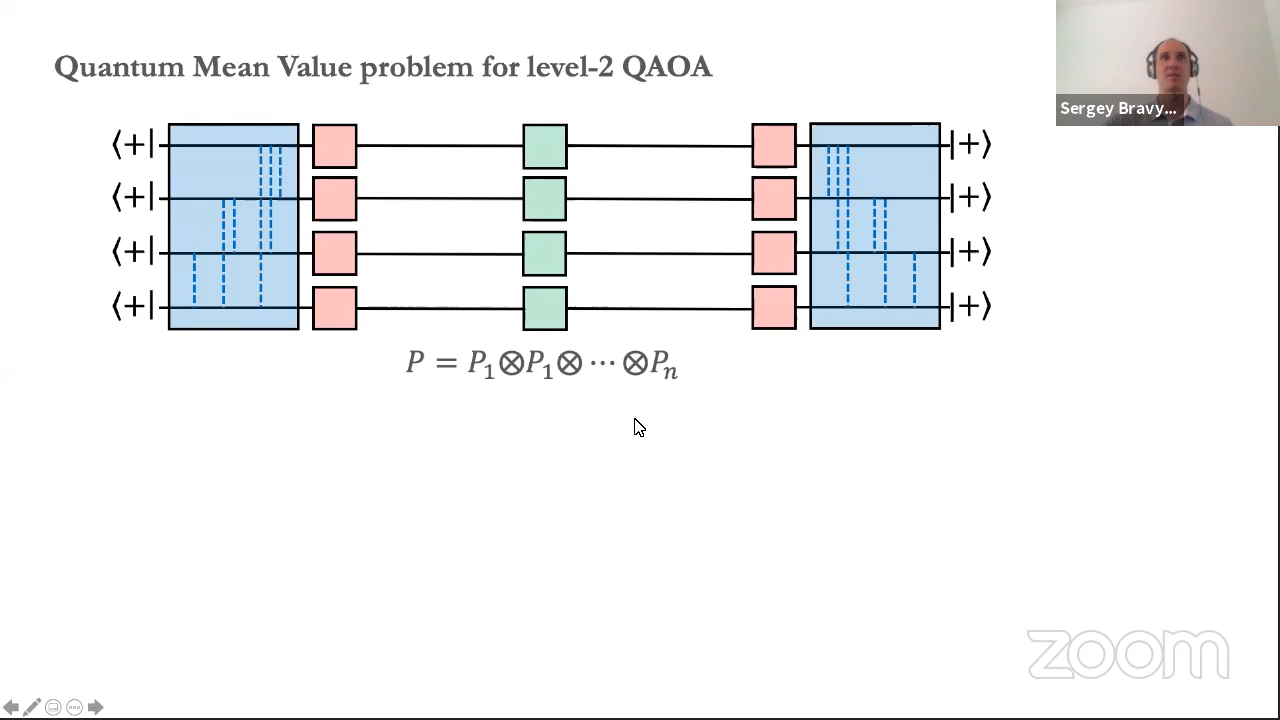 Quantum Mean Value problem for level-2 QAOA
Sergey Bravy...
⟨+| |+⟩
⟨+| |+⟩
⟨+| |+⟩
⟨+| |+⟩
P = P₁⊗P₁⊗ ⋯ ⊗Pₙ
zoom